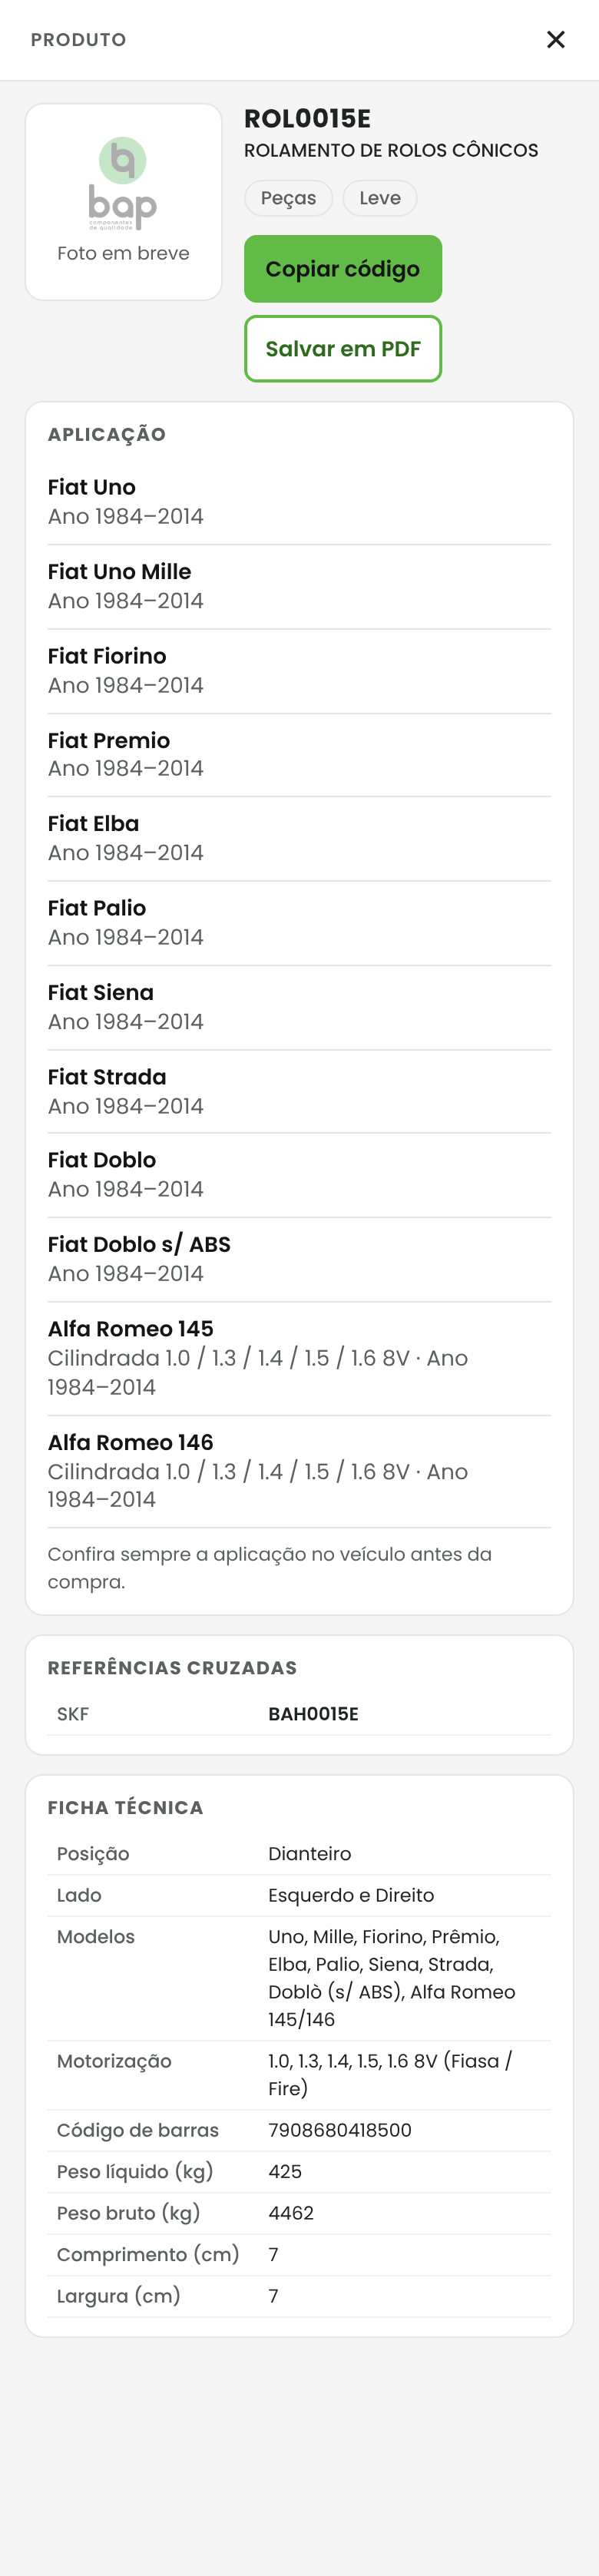 PRODUTO
bap
componentes
de qualidade
Foto em breve
ROL0015E
ROLAMENTO DE ROLOS CÔNICOS
Peças
Leve
Copiar código
Salvar em PDF
APLICAÇÃO
Fiat Uno
Ano 1984–2014
Fiat Uno Mille
Ano 1984–2014
Fiat Fiorino
Ano 1984–2014
Fiat Premio
Ano 1984–2014
Fiat Elba
Ano 1984–2014
Fiat Palio
Ano 1984–2014
Fiat Siena
Ano 1984–2014
Fiat Strada
Ano 1984–2014
Fiat Doblo
Ano 1984–2014
Fiat Doblo s/ ABS
Ano 1984–2014
Alfa Romeo 145
Cilindrada 1.0 / 1.3 / 1.4 / 1.5 / 1.6 8V · Ano
1984–2014
Alfa Romeo 146
Cilindrada 1.0 / 1.3 / 1.4 / 1.5 / 1.6 8V · Ano
1984–2014
Confira sempre a aplicação no veículo antes da
compra.
REFERÊNCIAS CRUZADAS
SKF BAH0015E
FICHA TÉCNICA
Posição Dianteiro
Lado Esquerdo e Direito
Modelos Uno, Mille, Fiorino, Prêmio,
Elba, Palio, Siena, Strada,
Doblò (s/ ABS), Alfa Romeo
145/146
Motorização 1.0, 1.3, 1.4, 1.5, 1.6 8V (Fiasa /
Fire)
Código de barras 7908680418500
Peso líquido (kg) 425
Peso bruto (kg) 4462
Comprimento (cm) 7
Largura (cm) 7